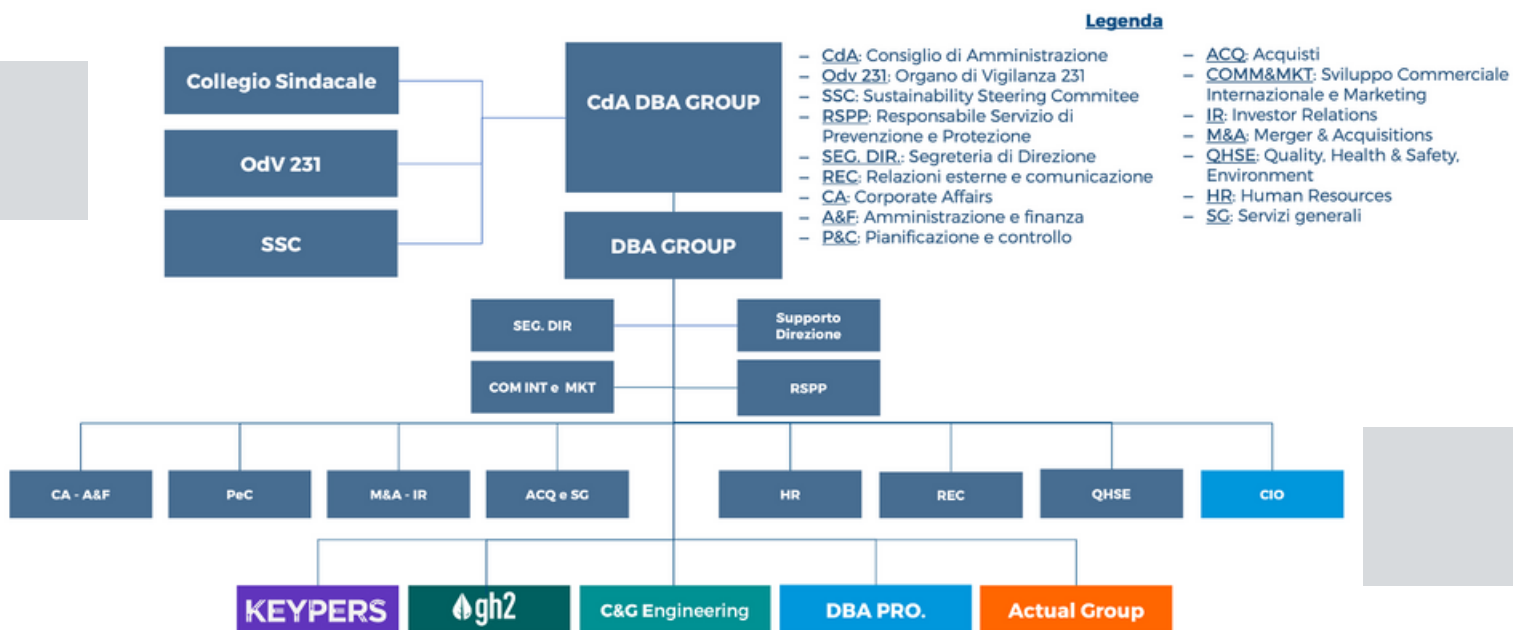 Legenda
Collegio Sindacale
OdV 231
SSC
CdA DBA GROUP
DBA GROUP
– CdA: Consiglio di Amministrazione
– Odv 231: Organo di Vigilanza 231
– SSC: Sustainability Steering Commitee
– RSPP: Responsabile Servizio di
Prevenzione e Protezione
– SEG. DIR.: Segreteria di Direzione
– REC: Relazioni esterne e comunicazione
– CA: Corporate Affairs
– A&F: Amministrazione e finanza
– P&C: Pianificazione e controllo
– ACQ: Acquisti
– COMM&MKT: Sviluppo Commerciale
Internazionale e Marketing
– IR: Investor Relations
– M&A: Merger & Acquisitions
– QHSE: Quality, Health & Safety,
Environment
– HR: Human Resources
– SG: Servizi generali
SEG. DIR
Supporto
Direzione
COM INT e MKT
RSPP
CA - A&F
PeC
M&A - IR
ACQ e SG
HR
REC
QHSE
CIO
KEYPERS
gh2
C&G Engineering
DBA PRO.
Actual Group